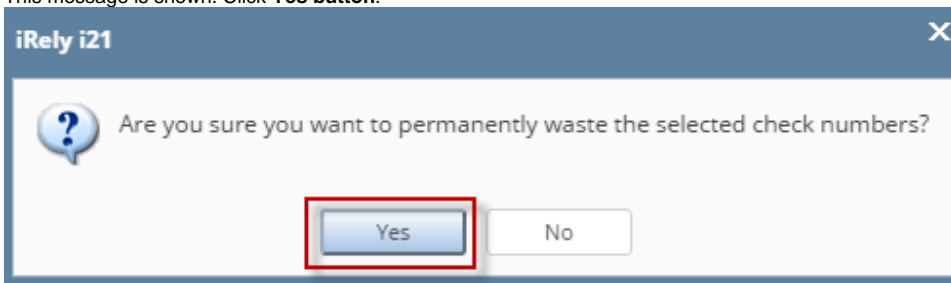 This message is shown. Click Yes button.
iRely i21
Are you sure you want to permanently waste the selected check numbers?
Yes
No